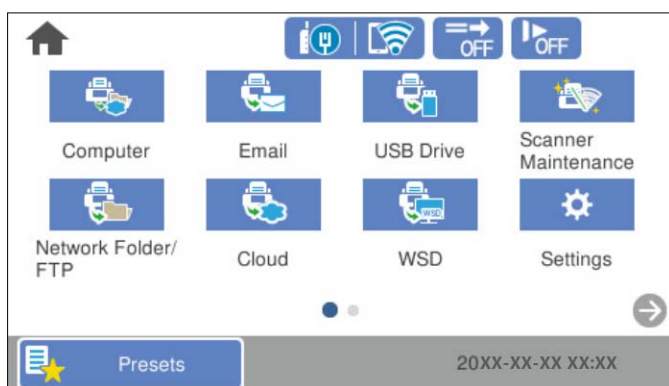 OFF
OFF
Computer
Email
USB Drive
Scanner
Maintenance
WSD
Network Folder/
FTP
Cloud
WSD
Settings
Presets
20XX-XX-XX XX:XX